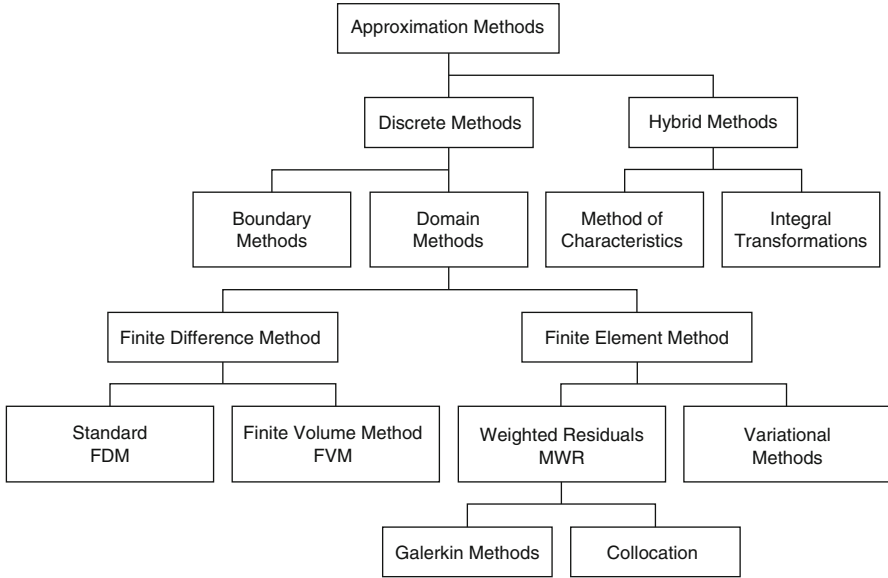 Approximation Methods
Discrete Methods
Hybrid Methods
Boundary
Methods
Domain
Methods
Method of
Characteristics
Integral
Transformations
Finite Difference Method
Finite Element Method
Standard
FDM
Finite Volume Method
FVM
Weighted Residuals
MWR
Variational
Methods
Galerkin Methods
Collocation